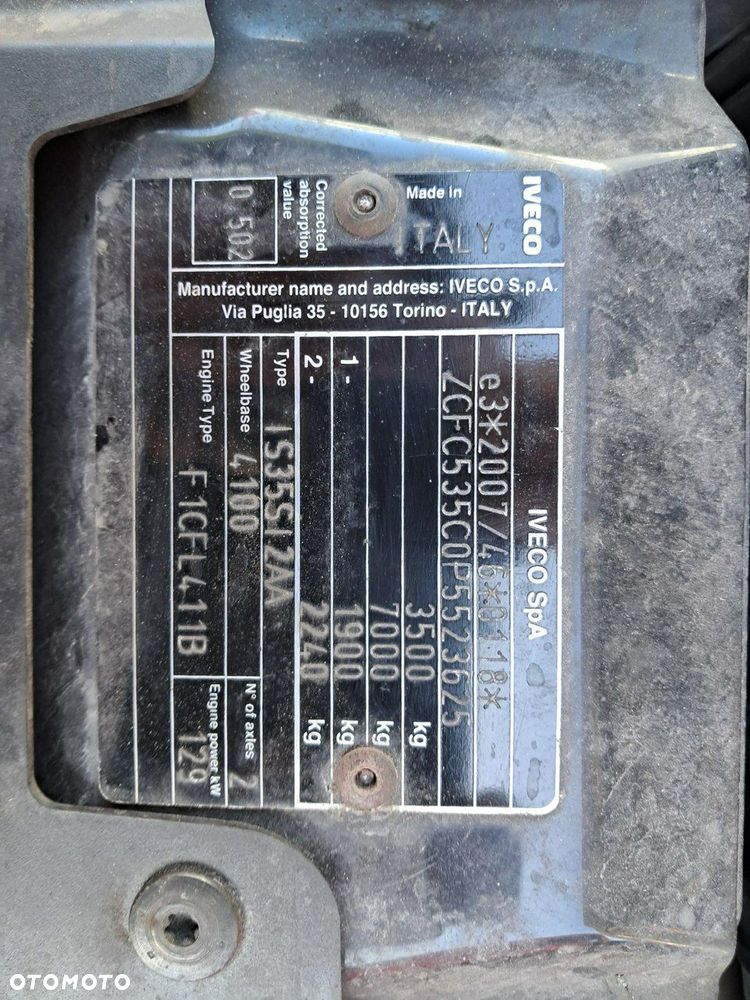 IVECO SpA
e3*2007/46*0118*
ZCFC535C0P5523625
3500 kg
7000 kg
1- 1900 kg
2- 2240 kg
Type IS35SI2AA
Wheelbase 4100
N° of axles 2
Engine Type F1CFL411B
Engine power kW 129
IVECO
Made in ITALY
Corrected absorption value
0 502
Manufacturer name and address: IVECO S.p.A.
Via Puglia 35 - 10156 Torino - ITALY
OTOMOTO